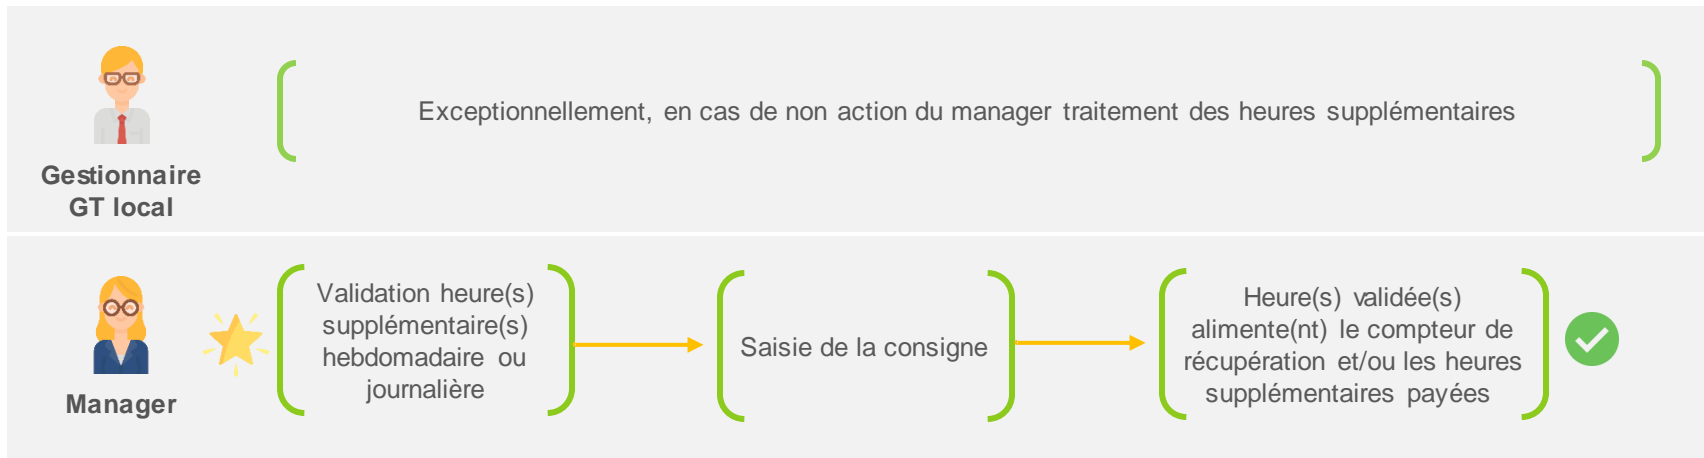 Exceptionnellement, en cas de non action du manager traitement des heures supplémentaires
Gestionnaire
GT local
Validation heure(s)
supplémentaire(s)
hebdomadaire ou
journalière
Saisie de la consigne
Heure(s) validée(s)
alimente(nt) le compteur de
récupération et/ou les heures
supplémentaires payées
Manager